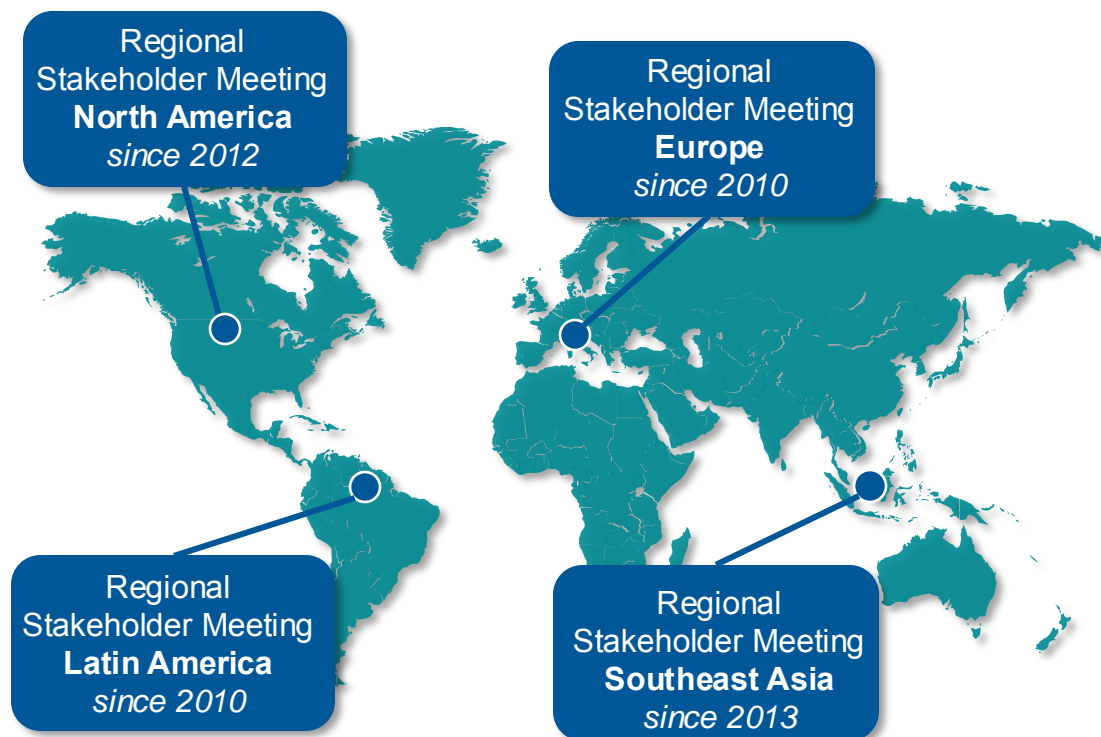 Regional
Stakeholder Meeting
North America
since 2012
Regional
Stakeholder Meeting
Europe
since 2010
Regional
Stakeholder Meeting
Latin America
since 2010
Regional
Stakeholder Meeting
Southeast Asia
since 2013